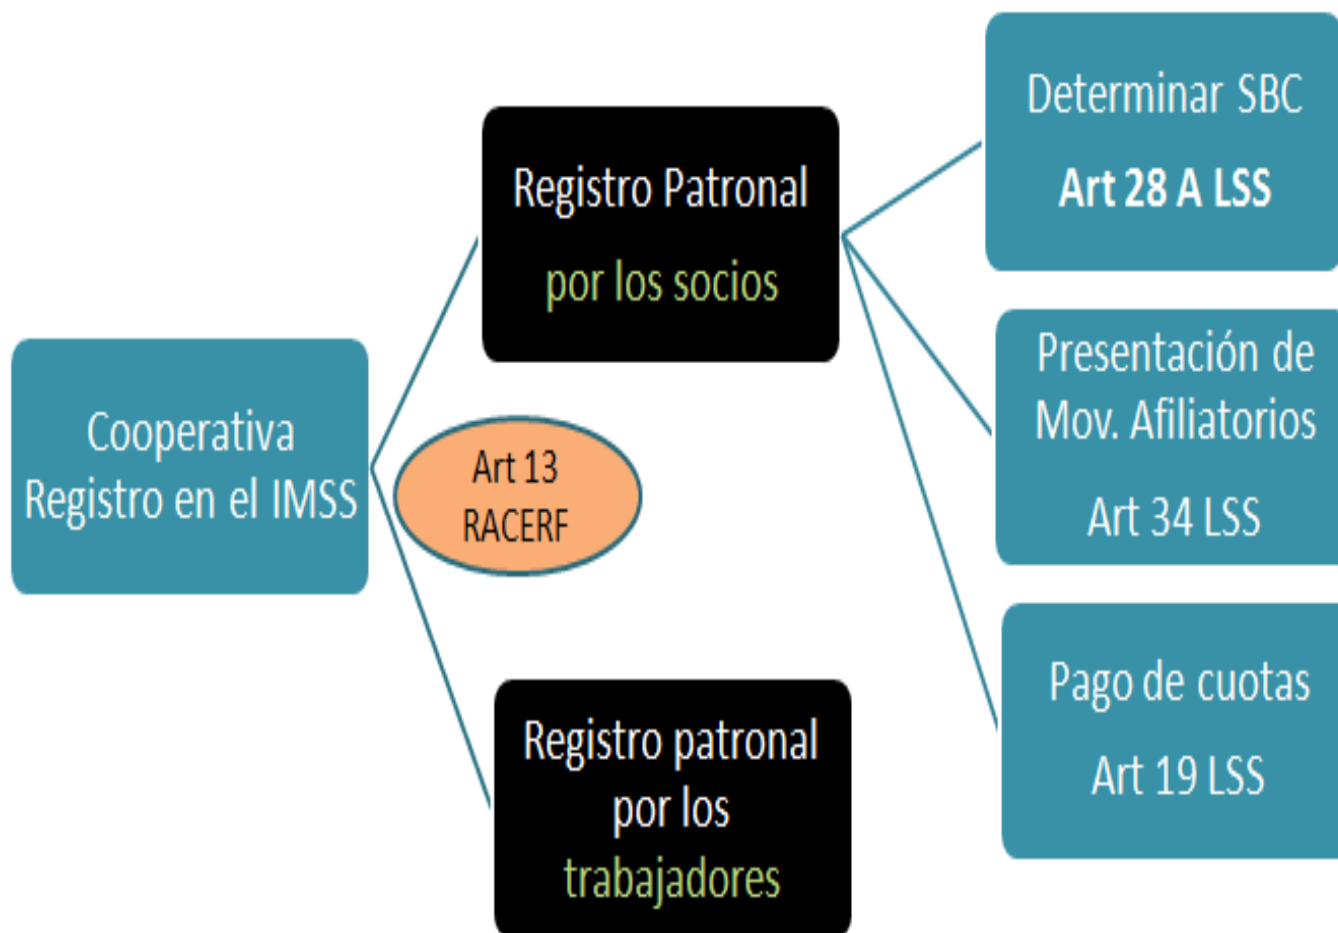 Cooperativa
Registro en el IMSS
Art 13
RACERF
Registro Patronal
por los socios
Registro patronal
por los
trabajadores
Determinar SBC
Art 28 A LSS
Presentación de
Mov. Afiliatorios
Art 34 LSS
Pago de cuotas
Art 19 LSS